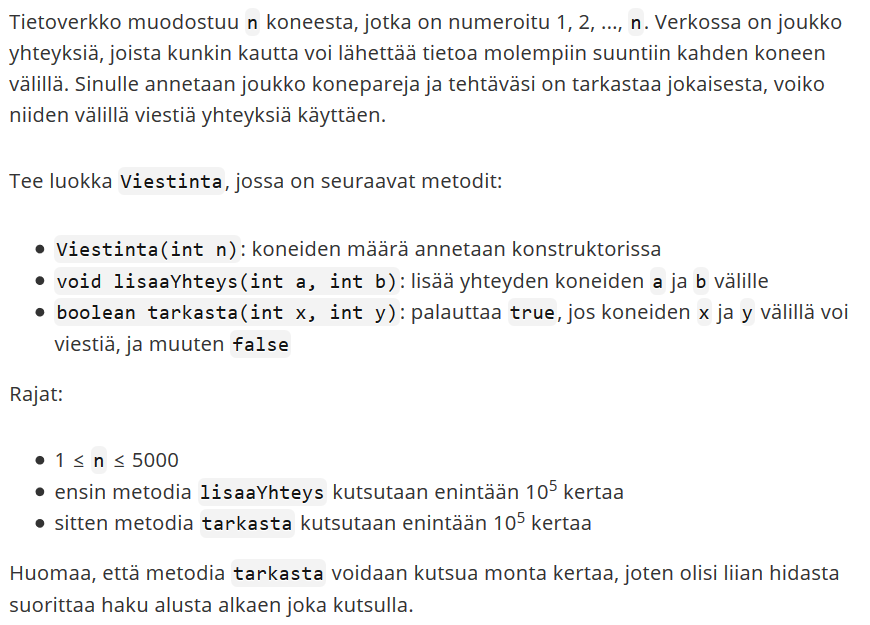 Tietoverkko muodostuu n koneesta, jotka on numeroitu 1, 2, ..., n. Verkossa on joukko
yhteyksiä, joista kunkin kautta voi lähettää tietoa molempiin suuntiin kahden koneen
välillä. Sinulle annetaan joukko konepareja ja tehtäväsi on tarkastaa jokaisesta, voiko
niiden välillä viestiä yhteyksiä käyttäen.
Tee luokka Viestinta, jossa on seuraavat metodit:
• Viestinta(int n): koneiden määrä annetaan konstruktorissa
• void lisaaYhteys(int a, int b): lisää yhteyden koneiden a ja b välille
• boolean tarkasta(int x, int y): palauttaa true, jos koneiden x ja y välillä voi
viestiä, ja muuten false
Rajat:
• 1 ≤ n ≤ 5000
• ensin metodia lisaaYhteys kutsutaan enintään 10⁵ kertaa
• sitten metodia tarkasta kutsutaan enintään 10⁵ kertaa
Huomaa, että metodia tarkasta voidaan kutsua monta kertaa, joten olisi liian hidasta
suorittaa haku alusta alkaen joka kutsulla.